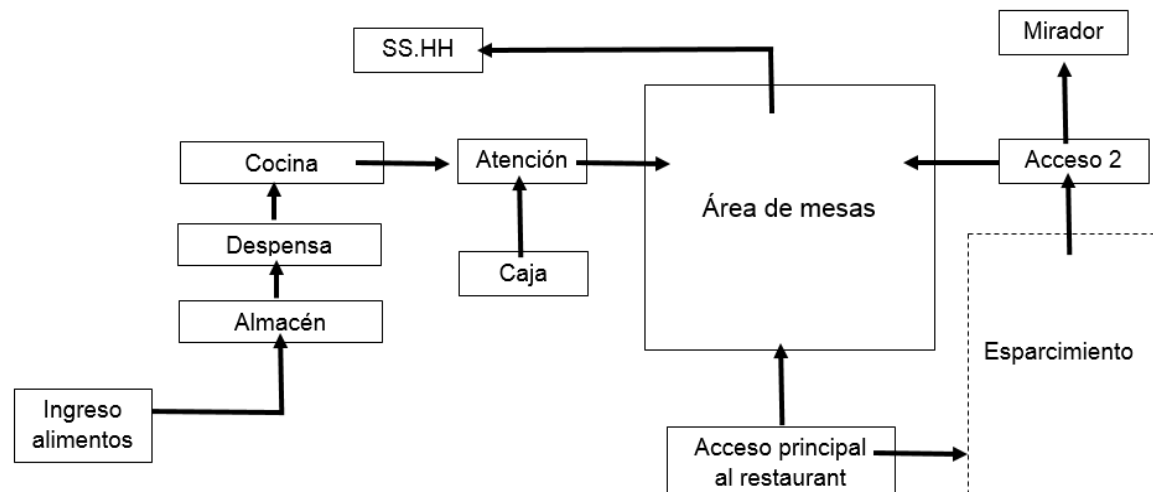 SS.HH
Mirador
Cocina
Atención
Acceso 2
Área de mesas
Despensa
Caja
Almacén
Esparcimiento
Ingreso
alimentos
Acceso principal
al restaurant